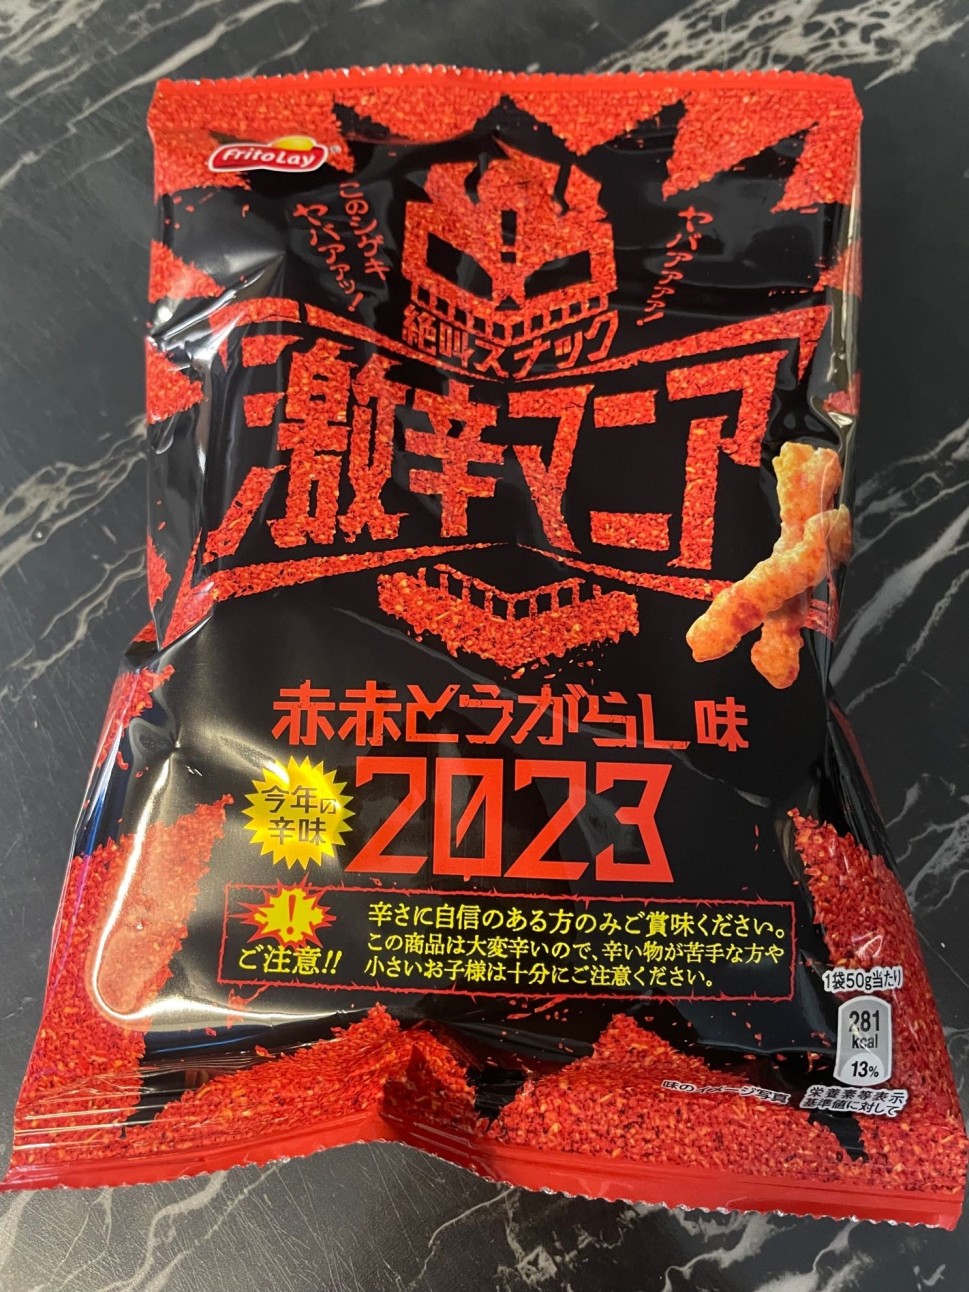 FritoLay
このシゲキ
ヤバァァッ!
ヤバァァァァ!
絶叫スナック
激辛マニア
赤赤とうがらし味
今年の
辛味
2023
!
ご注意!!
辛さに自信のある方のみご賞味ください。
この商品は大変辛いので、辛い物が苦手な方や
小さいお子様は十分にご注意ください。
1袋50g当たり
281
kcal
13%
味のイメージ写真
栄養素等表示
基準値に対して